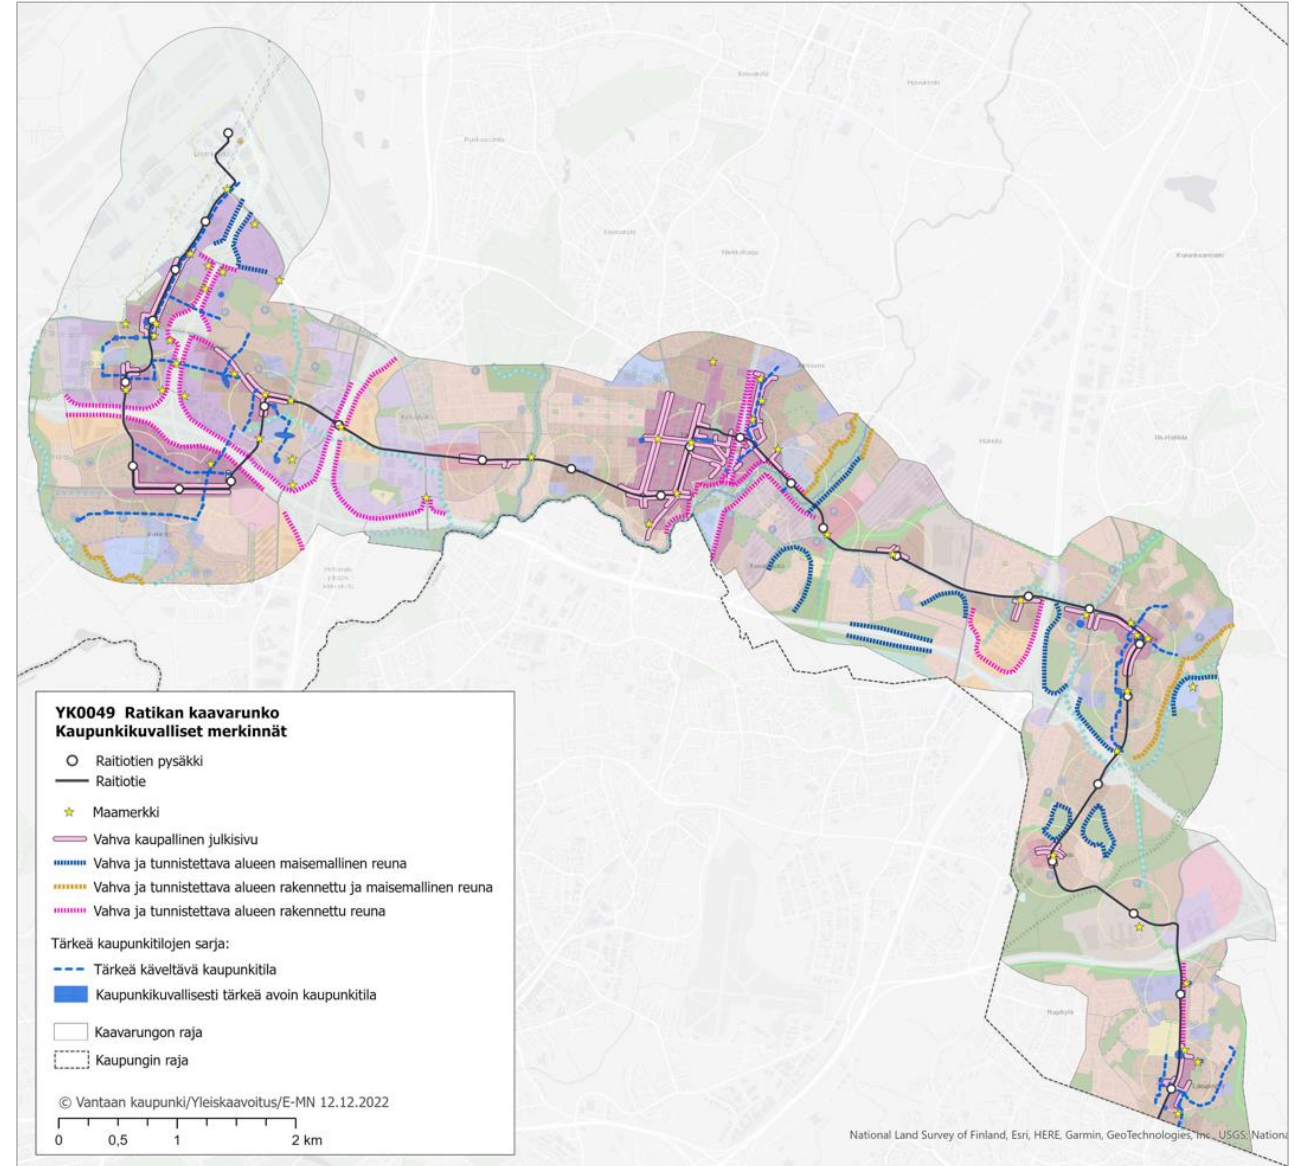 YK0049 Ratikan kaavarunko
Kaupunkikuvalliset merkinnät
Raitiotien pysäkki
Raitiotie
Maamerkki
Vahva kaupallinen julkisivu
Vahva ja tunnistettava alueen maisemallinen reuna
Vahva ja tunnistettava alueen rakennettu ja maisemallinen reuna
Vahva ja tunnistettava alueen rakennettu reuna
Tärkeä kaupunkitilojen sarja:
Tärkeä käveltävä kaupunkitila
Kaupunkikuvallisesti tärkeä avoin kaupunkitila
Kaavarungon raja
Kaupungin raja
© Vantaan kaupunki/Yleiskaavoitus/E-MN 12.12.2022
0 0,5 1 2 km
National Land Survey of Finland, Esri, HERE, Garmin, GeoTechnologies, Inc., USGS, Nationa